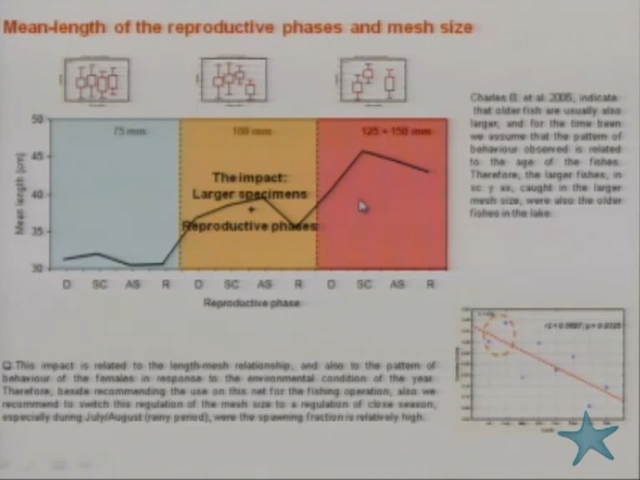 Mean-length of the reproductive phases and mesh size
75 mm
100 mm
125 + 150 mm
50
45
40
35
30
Mean length (cm)
The impact:
Larger specimens
+
Reproductive phases
D SC AS R D SC AS R D SC AS R
Reproductive phase
Charles B. et al. 2005, indicate
that older fish are usually also
larger, and for the time been
we assume that the pattern of
behaviour observed is related
to the age of the fishes.
Therefore, the larger fishes, in
sc y as, caught in the larger
mesh size, were also the older
fishes in the lake.
This impact is related to the length-mesh relationship, and also to the pattern of
behaviour of the females in response to the environmental condition of the year.
Therefore, beside recommending the use on this net for the fishing operation, also we
recommend to switch this regulation of the mesh size to a regulation of close season,
especially during July/August (rainy period), were the spawning fraction is relatively high.